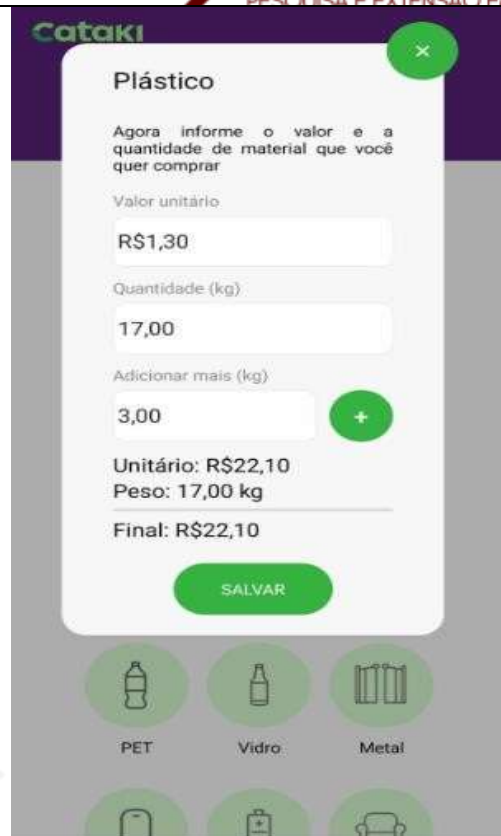 PESQUISA E EXTENSÃO
Cataki
×
Plástico
Agora informe o valor e a
quantidade de material que você
quer comprar
Valor unitário
R$1,30
Quantidade (kg)
17,00
Adicionar mais (kg)
3,00
+
Unitário: R$22,10
Peso: 17,00 kg
Final: R$22,10
SALVAR
PET Vidro Metal